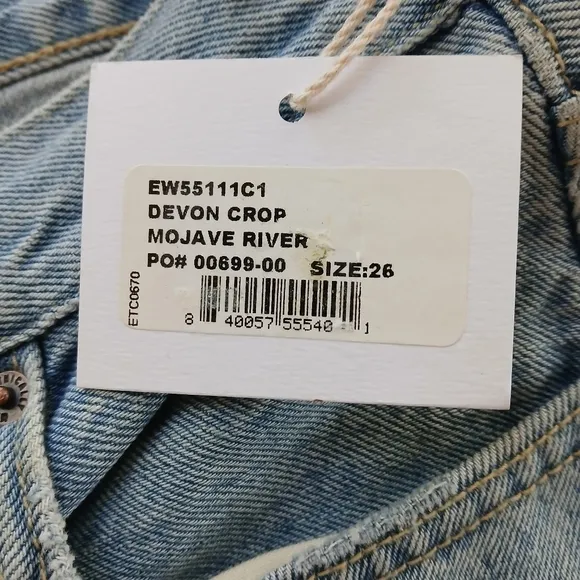 EW55111C1
DEVON CROP
MOJAVE RIVER
PO# 00699-00 SIZE:26
ETC0670
8 40057 55540 1